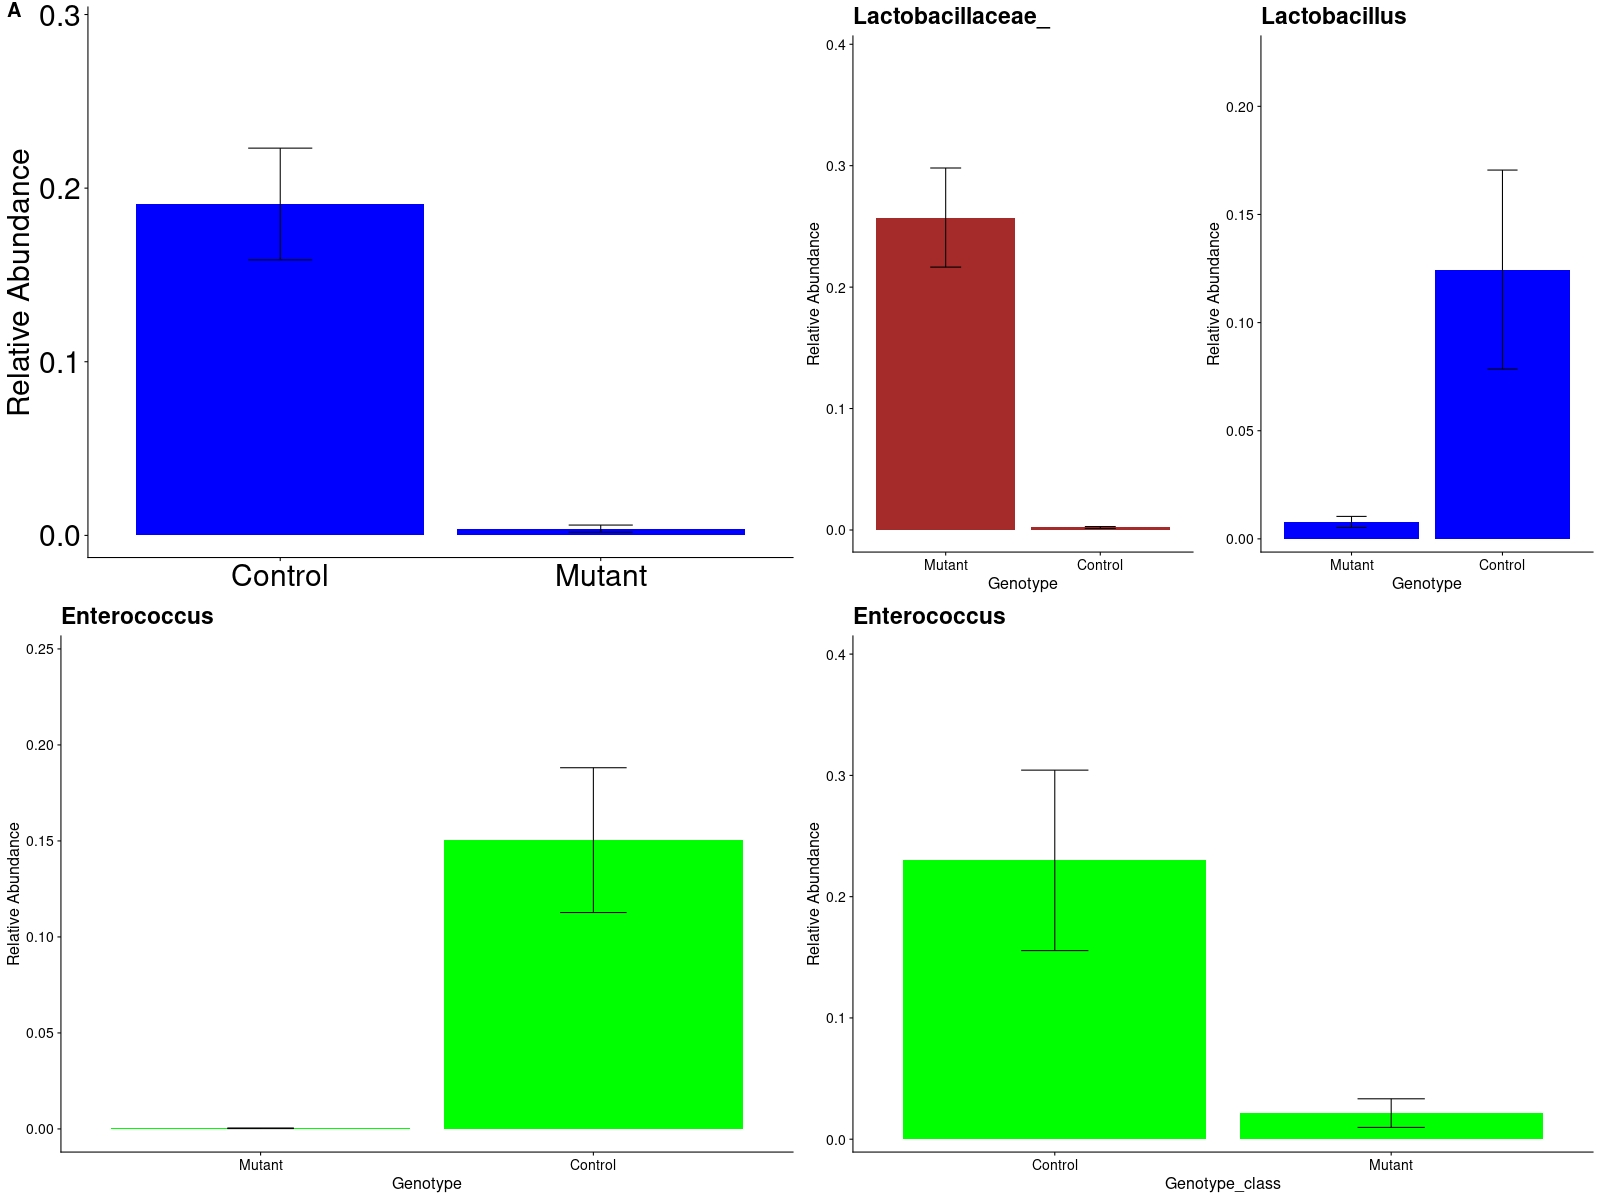 A
0.3
0.2
0.1
0.0
Relative Abundance
Control Mutant
Lactobacillaceae_
0.4
0.3
0.2
0.1
0.0
Relative Abundance
Mutant Control
Genotype
Lactobacillus
0.20
0.15
0.10
0.05
0.00
Relative Abundance
Mutant Control
Genotype
Enterococcus
0.25
0.20
0.15
0.10
0.05
0.00
Relative Abundance
Mutant Control
Genotype
Enterococcus
0.4
0.3
0.2
0.1
0.0
Relative Abundance
Control Mutant
Genotype_class